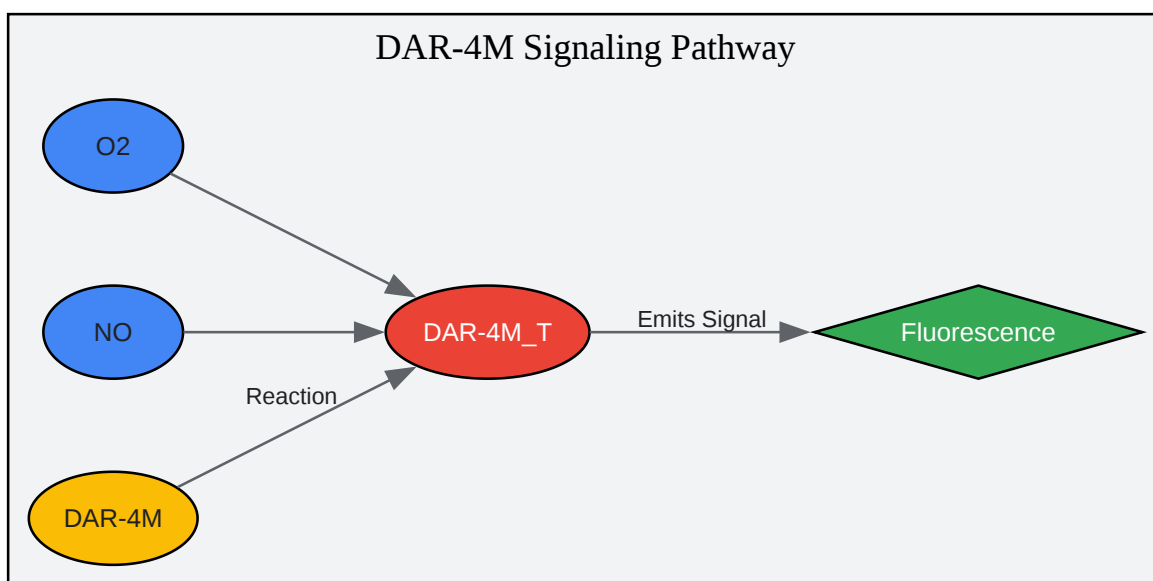 DAR-4M Signaling Pathway
O2
NO
DAR-4M_T
Emits Signal
Fluorescence
Reaction
DAR-4M